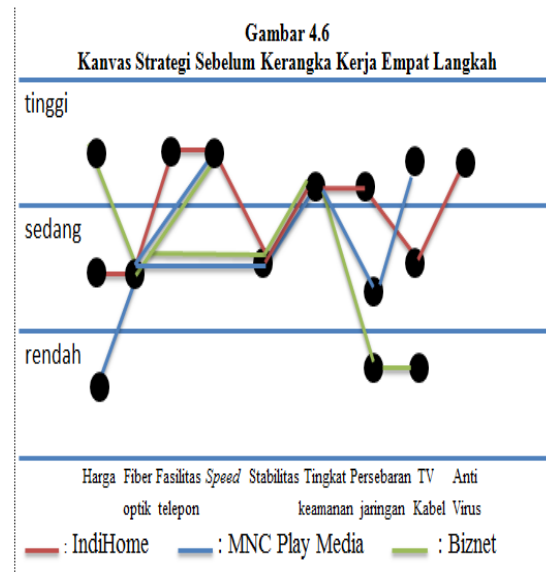 Gambar 4.6
Kanvas Strategi Sebelum Kerangka Kerja Empat Langkah
tinggi
sedang
rendah
Harga Fiber Fasilitas Speed Stabilitas Tingkat Persebaran TV Anti
optik telepon keamanan jaringan Kabel Virus
: IndiHome : MNC Play Media : Biznet